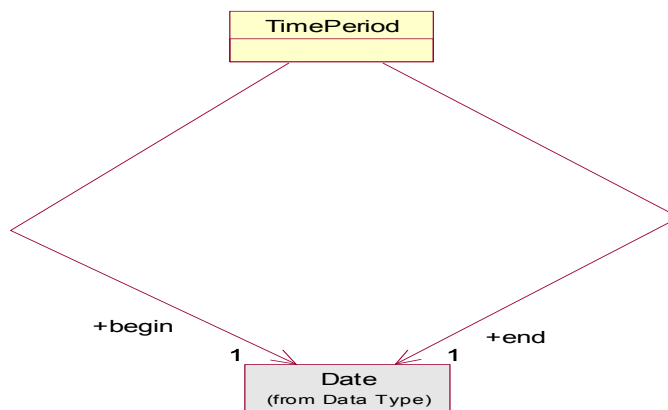 TimePeriod
+begin
+end
1
1
Date
(from Data Type)